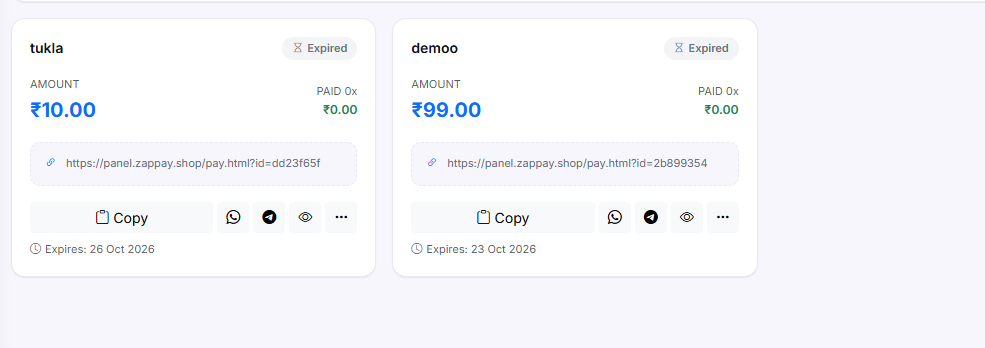 tukla
Expired
AMOUNT
PAID 0x
₹10.00
₹0.00
https://panel.zappay.shop/pay.html?id=dd23f65f
Copy
Expires: 26 Oct 2026
demoo
Expired
AMOUNT
PAID 0x
₹99.00
₹0.00
https://panel.zappay.shop/pay.html?id=2b899354
Copy
Expires: 23 Oct 2026